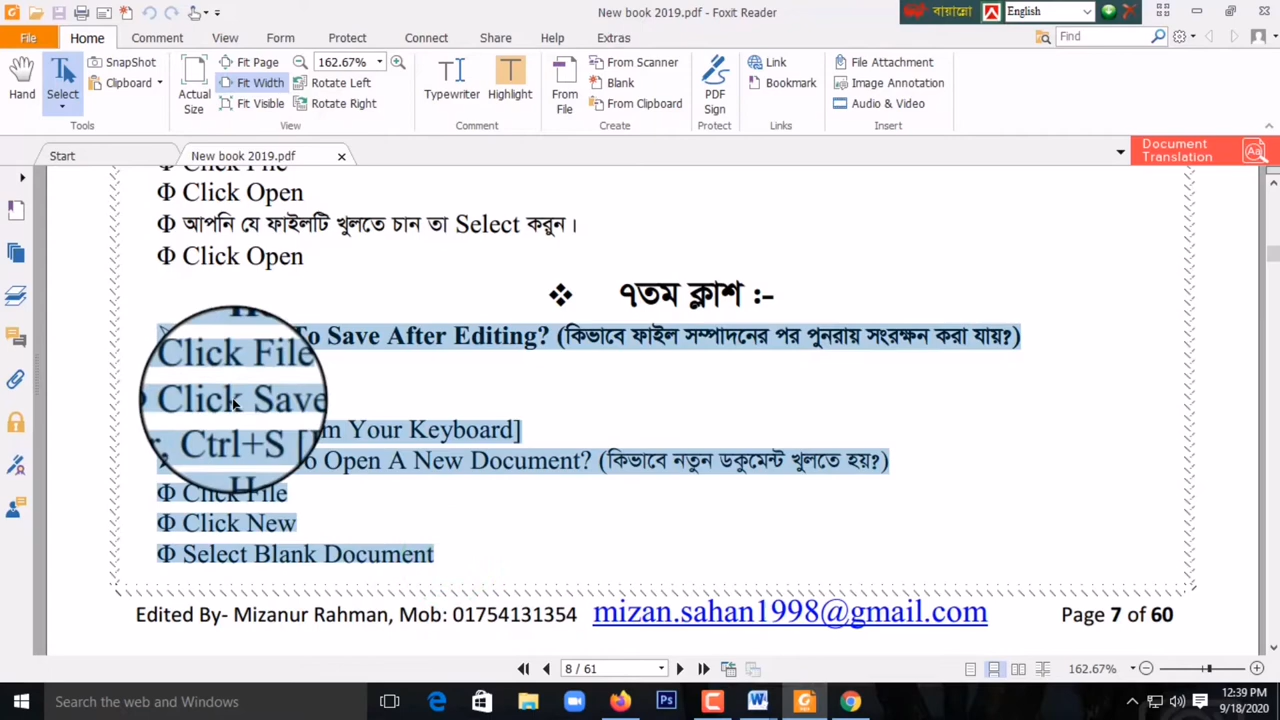 New book 2019.pdf - Foxit Reader
বায়ান্নো
English
File
Home
Comment
View
Form
Connect
Share
Help
Extras
Find
Hand
Select
SnapShot
Clipboard
Actual Size
Fit Page
Fit Width
Fit Visible
162.67%
Rotate Left
Rotate Right
Typewriter
Highlight
From File
From Scanner
Blank
From Clipboard
PDF Sign
Link
Bookmark
File Attachment
Image Annotation
Audio & Video
Tools
View
Comment
Create
Protect
Links
Insert
Start
New book 2019.pdf
Document Translation
Φ Click File
Φ Click Open
Φ আপনি যে ফাইলটি খুলতে চান তা Select করুন।
Φ Click Open
❖ ৭তম ক্লাশ :-
To Save After Editing? (কিভাবে ফাইল সম্পাদনের পর পুনরায় সংরক্ষন করা যায়?)
Click File
Click Save
Ctrl+S [
m Your Keyboard]
o Open A New Document? (কিভাবে নতুন ডকুমেন্ট খুলতে হয়?)
Φ Click File
Φ Click New
Φ Select Blank Document
Edited By- Mizanur Rahman, Mob: 01754131354 mizan.sahan1998@gmail.com Page 7 of 60
8 / 61
162.67%
Search the web and Windows
12:39 PM
9/18/2020